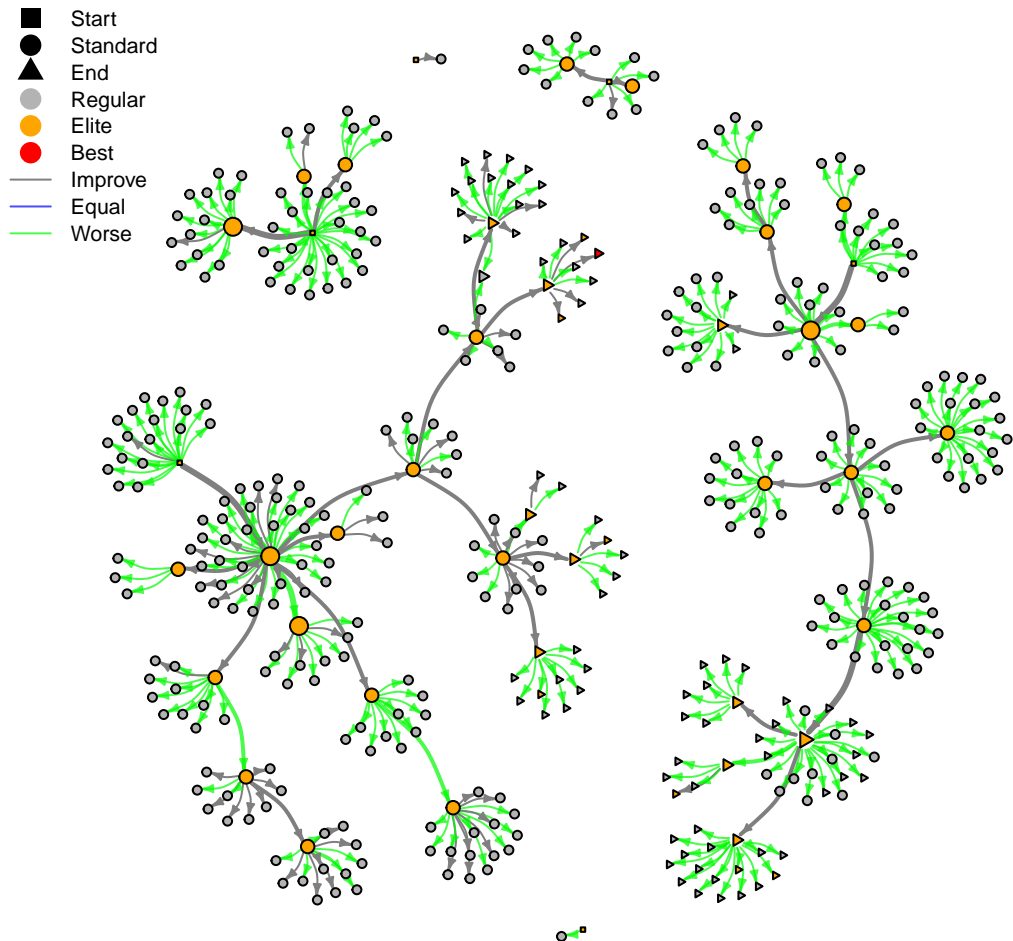 Start
Standard
End
Regular
Elite
Best
Improve
Equal
Worse